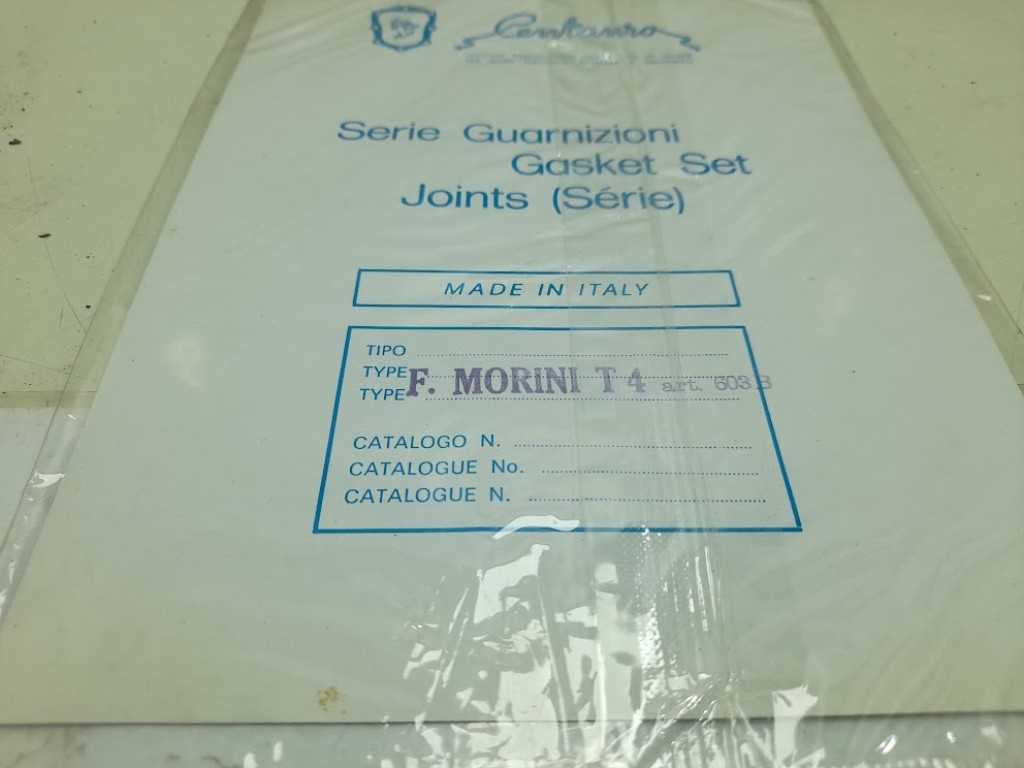 Centauro
Serie Guarnizioni
Gasket Set
Joints (Série)
MADE IN ITALY
TIPO
TYPE
TYPE
F. MORINI T 4 art. 603 B
CATALOGO N.
CATALOGUE No.
CATALOGUE N.